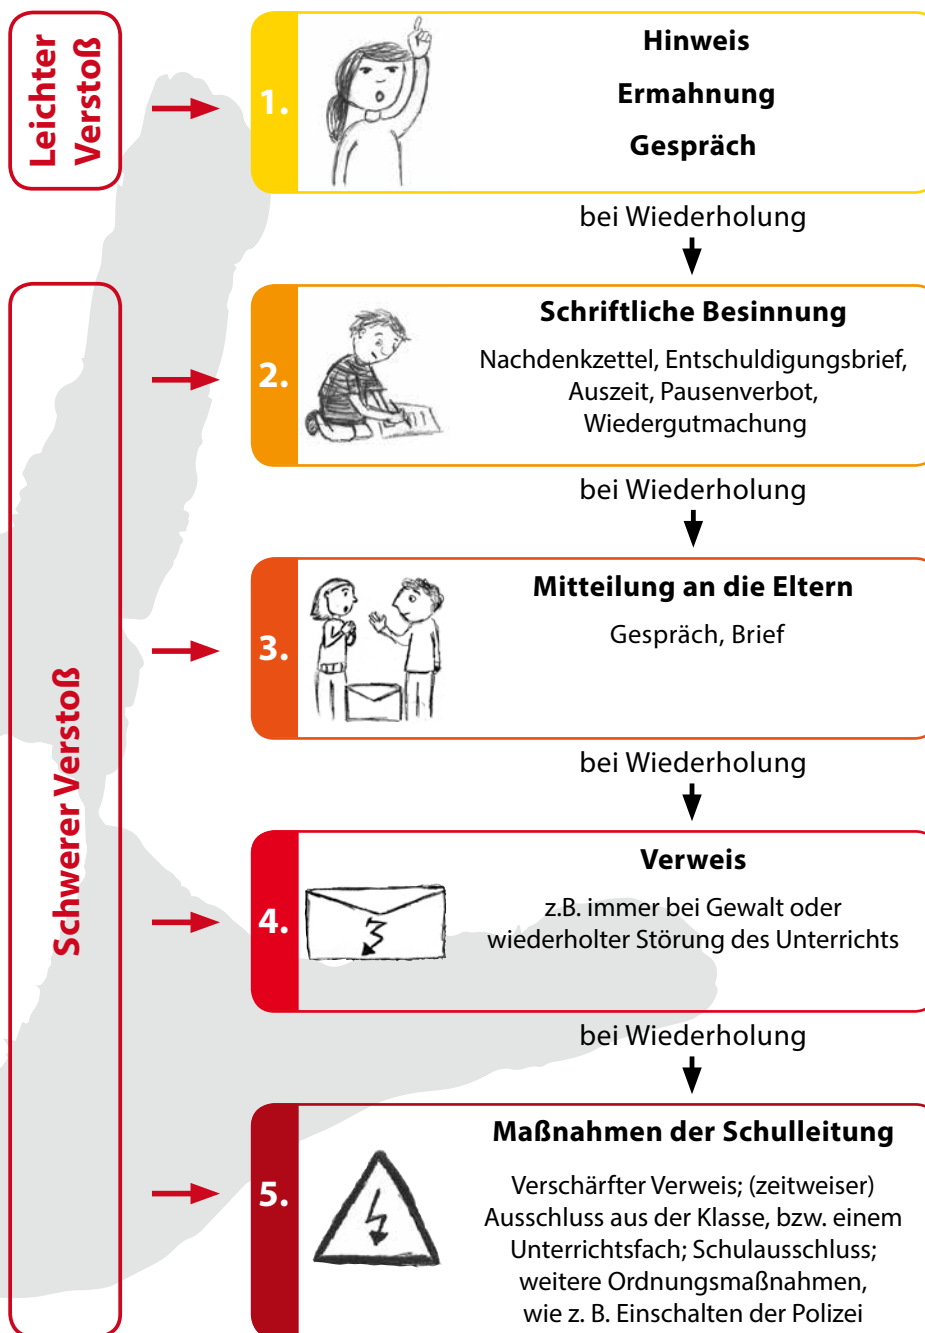 Leichter
Verstoß
1.
Hinweis
Ermahnung
Gespräch
bei Wiederholung
Schwerer Verstoß
2.
Schriftliche Besinnung
Nachdenkzettel, Entschuldigungsbrief,
Auszeit, Pausenverbot,
Wiedergutmachung
bei Wiederholung
3.
Mitteilung an die Eltern
Gespräch, Brief
bei Wiederholung
4.
Verweis
z.B. immer bei Gewalt oder
wiederholter Störung des Unterrichts
bei Wiederholung
5.
Maßnahmen der Schulleitung
Verschärfter Verweis; (zeitweiser)
Ausschluss aus der Klasse, bzw. einem
Unterrichtsfach; Schulausschluss;
weitere Ordnungsmaßnahmen,
wie z. B. Einschalten der Polizei